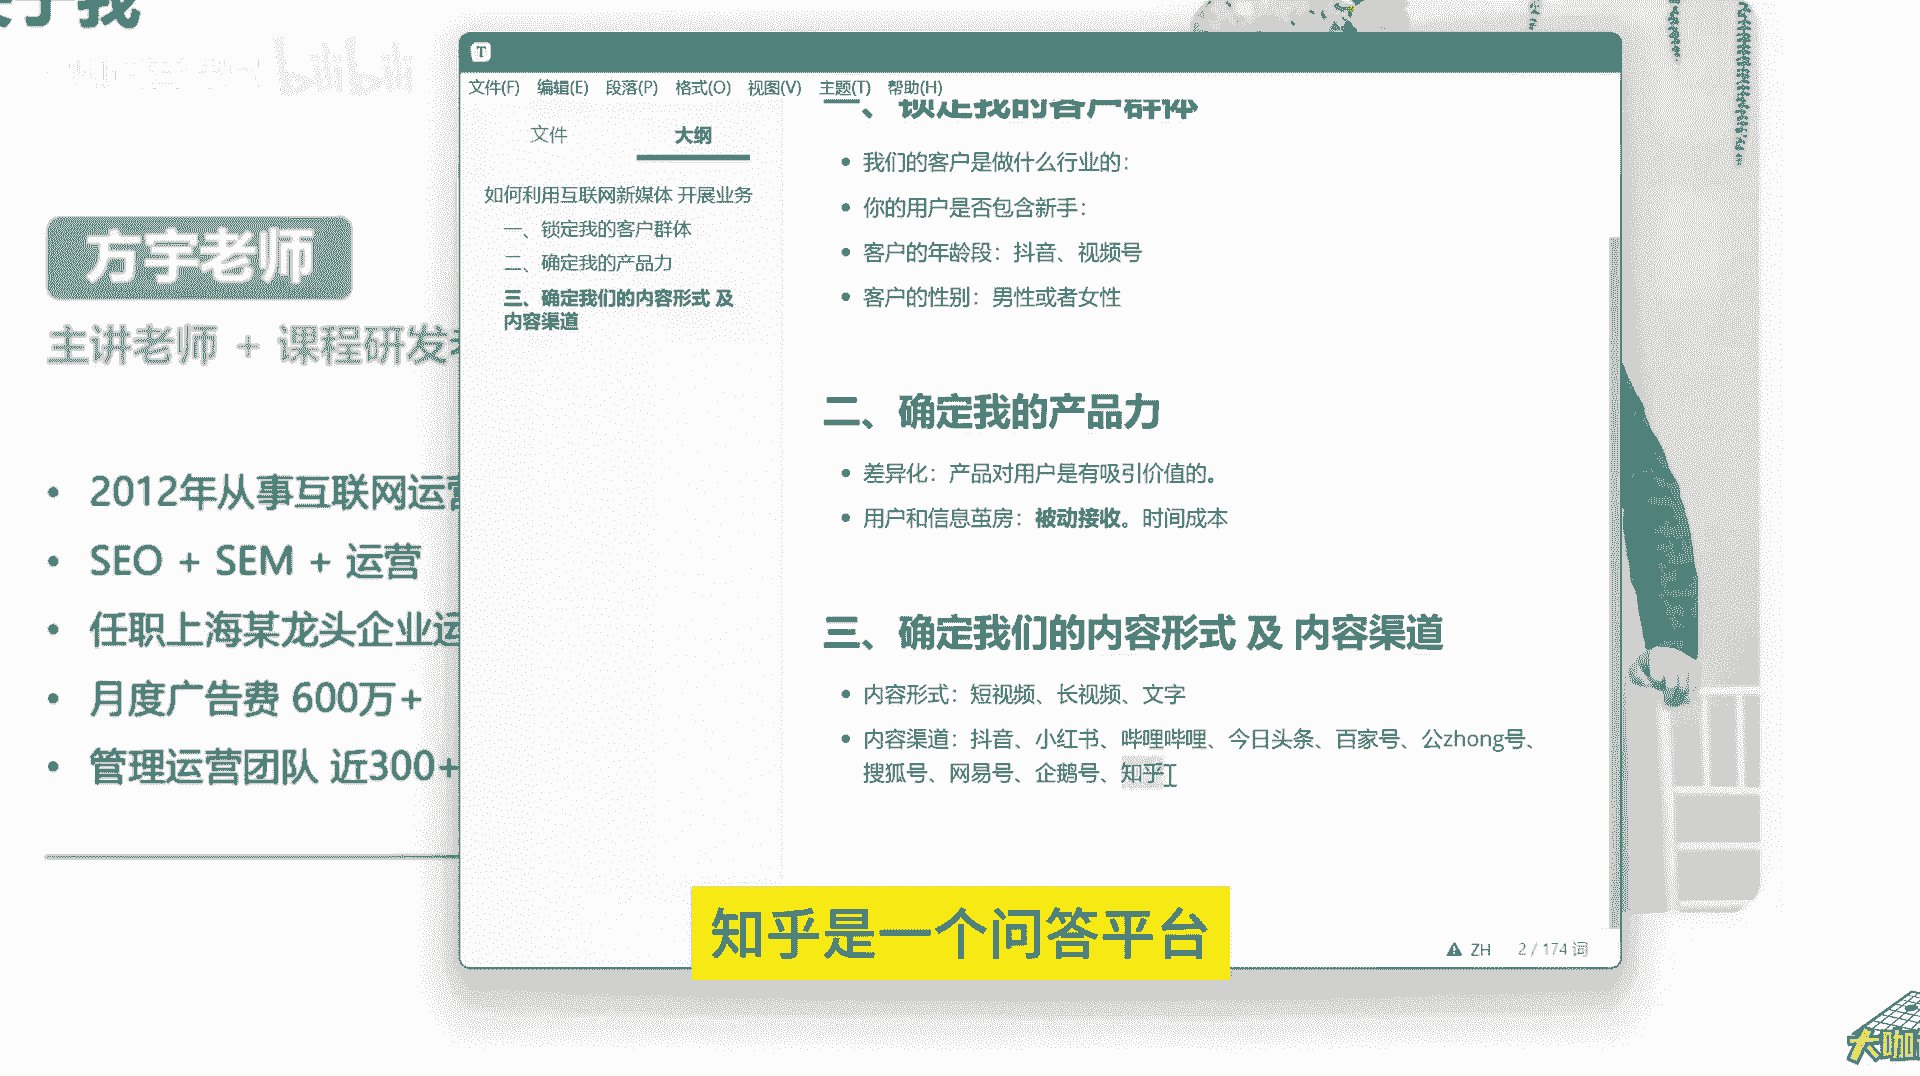 bilibili
方宇老师
主讲老师 + 课程研发
2012年从事互联网运营
SEO + SEM + 运营
任职上海某龙头企业运
月度广告费 600万+
管理运营团队 近300+
文件(F) 编辑(E) 段落(P) 格式(O) 视图(V) 主题(T) 帮助(H)
文件 大纲
如何利用互联网新媒体 开展业务
一、锁定我的客户群体
二、确定我的产品力
三、确定我们的内容形式 及
内容渠道
一、锁定我的客户群体
我们的客户是做什么行业的：
你的用户是否包含新手：
客户的年龄段：抖音、视频号
客户的性别：男性或者女性
二、确定我的产品力
差异化：产品对用户是有吸引价值的。
用户和信息茧房：被动接收。时间成本
三、确定我们的内容形式 及 内容渠道
内容形式：短视频、长视频、文字
内容渠道：抖音、小红书、哔哩哔哩、今日头条、百家号、公zhong号、
搜狐号、网易号、企鹅号、知乎
ZH 2 / 174 词
知乎是一个问答平台
大咖